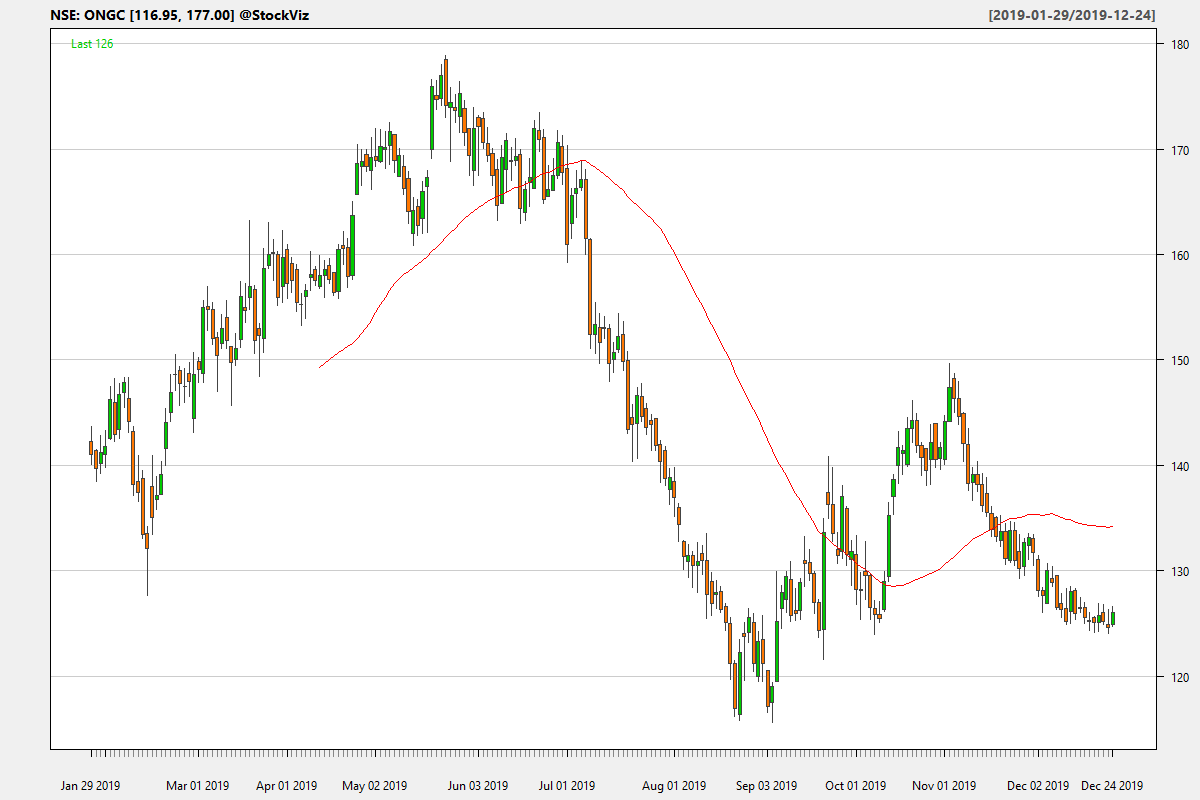 NSE: ONGC [116.95, 177.00] @StockViz [2019-01-29/2019-12-24]
Last 126
180
170
160
150
140
130
120
Jan 29 2019 Mar 01 2019 Apr 01 2019 May 02 2019 Jun 03 2019 Jul 01 2019 Aug 01 2019 Sep 03 2019 Oct 01 2019 Nov 01 2019 Dec 02 2019 Dec 24 2019